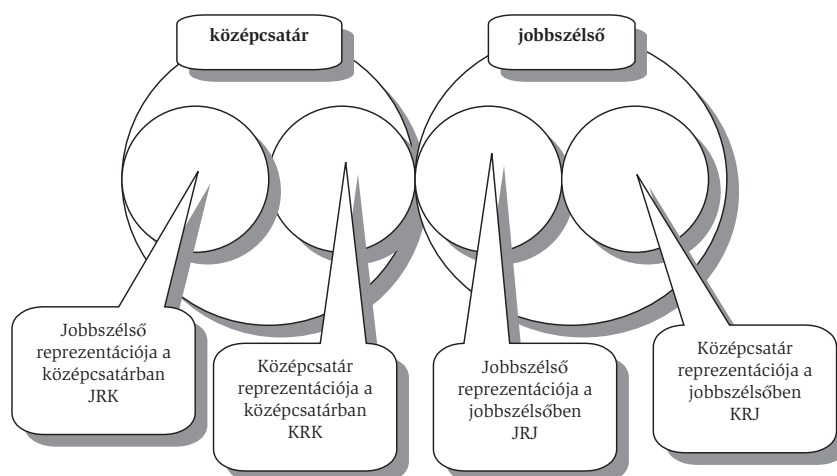 középcsatár
jobbszélső
Jobbszélső
reprezentációja a
középcsatárban
JRK
Középcsatár
reprezentációja a
középcsatárban
KRK
Jobbszélső
reprezentációja a
jobbszélsőben
JRJ
Középcsatár
reprezentációja a
jobbszélsőben
KRJ